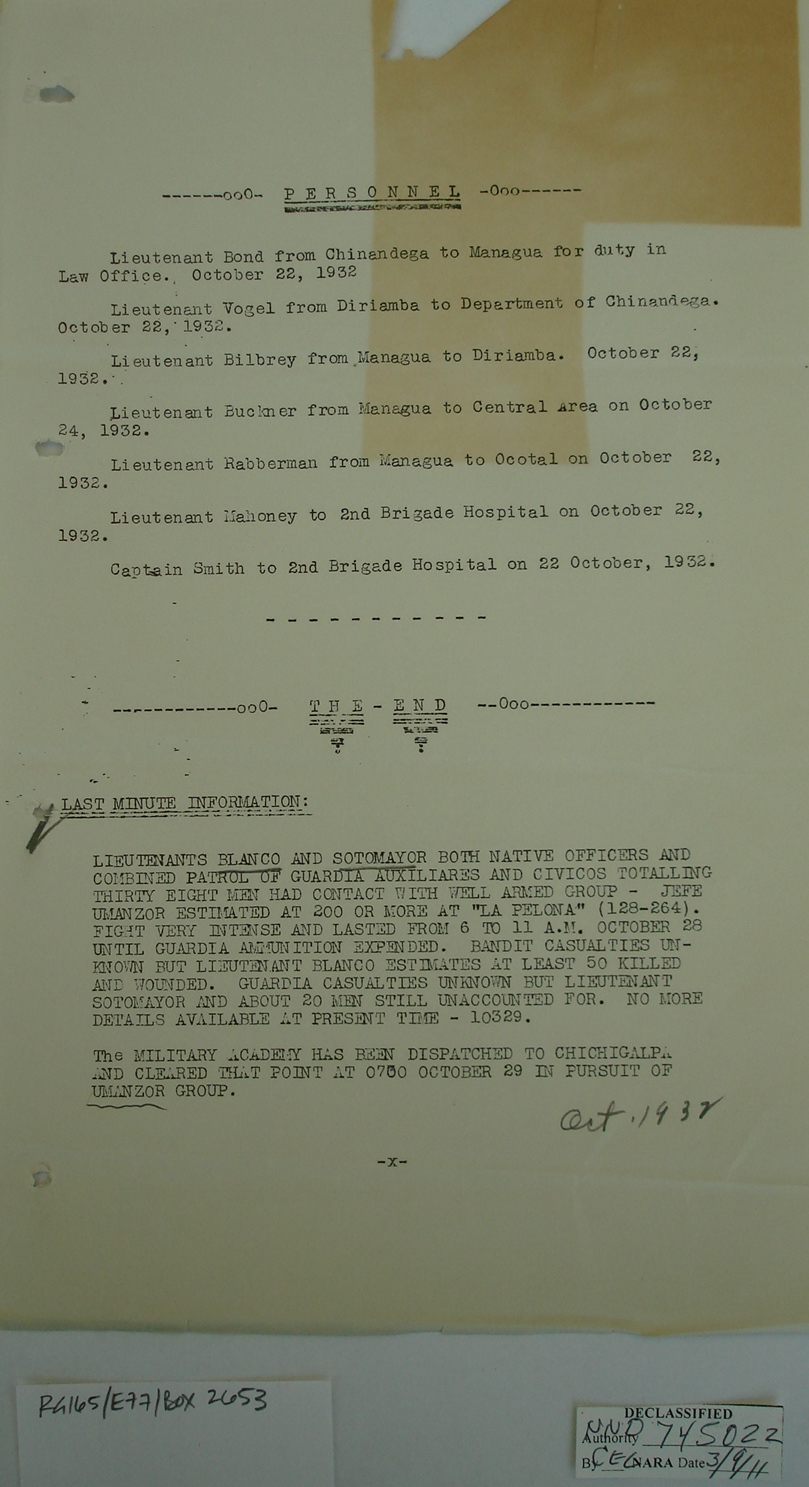 ------ooO- P E R S O N N E L -Ooo------
Lieutenant Bond from Chinandega to Managua for duty in
Law Office., October 22, 1932
Lieutenant Vogel from Diriamba to Department of Chinandega.
October 22, 1932.
Lieutenant Bilbrey from Managua to Diriamba. October 22,
1932.
Lieutenant Buckner from Managua to Central Area on October
24, 1932.
Lieutenant Rabberman from Managua to Ocotal on October 22,
1932.
Lieutenant Mahoney to 2nd Brigade Hospital on October 22,
1932.
Captain Smith to 2nd Brigade Hospital on 22 October, 1932.
- - - - - - - - - - -
------------ooO- T H E - E N D --Ooo------------
LAST MINUTE INFORMATION:
LIEUTENANTS BLANCO AND SOTOMAYOR BOTH NATIVE OFFICERS AND
COMBINED PATROL OF GUARDIA AUXILIARES AND CIVICOS TOTALLING
THIRTY EIGHT MEN HAD CONTACT WITH WELL ARMED GROUP - JEFE
UMANZOR ESTIMATED AT 200 OR MORE AT "LA PELONA" (128-264).
FIGHT VERY INTENSE AND LASTED FROM 6 TO 11 A.M. OCTOBER 28
UNTIL GUARDIA AMMUNITION EXPENDED. BANDIT CASUALTIES UN-
KNOWN BUT LIEUTENANT BLANCO ESTIMATES AT LEAST 50 KILLED
AND WOUNDED. GUARDIA CASUALTIES UNKNOWN BUT LIEUTENANT
SOTOMAYOR AND ABOUT 20 MEN STILL UNACCOUNTED FOR. NO MORE
DETAILS AVAILABLE AT PRESENT TIME - 10329.
The MILITARY ACADEMY HAS BEEN DISPATCHED TO CHICHIGALPA
AND CLEARED THAT POINT AT 0700 OCTOBER 29 IN PURSUIT OF
UMANZOR GROUP.
Oct. 1932
-x-
RG165/E77/BOX 2653
DECLASSIFIED
Authority NND 745022
By CEG NARA Date 3/9/11